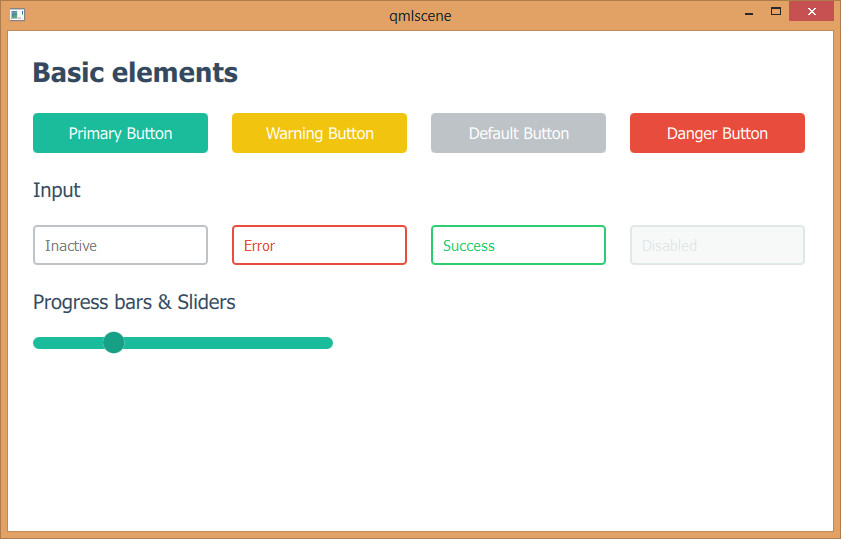 qmlscene
Basic elements
Primary Button Warning Button Default Button Danger Button
Input
Inactive Error Success Disabled
Progress bars & Sliders